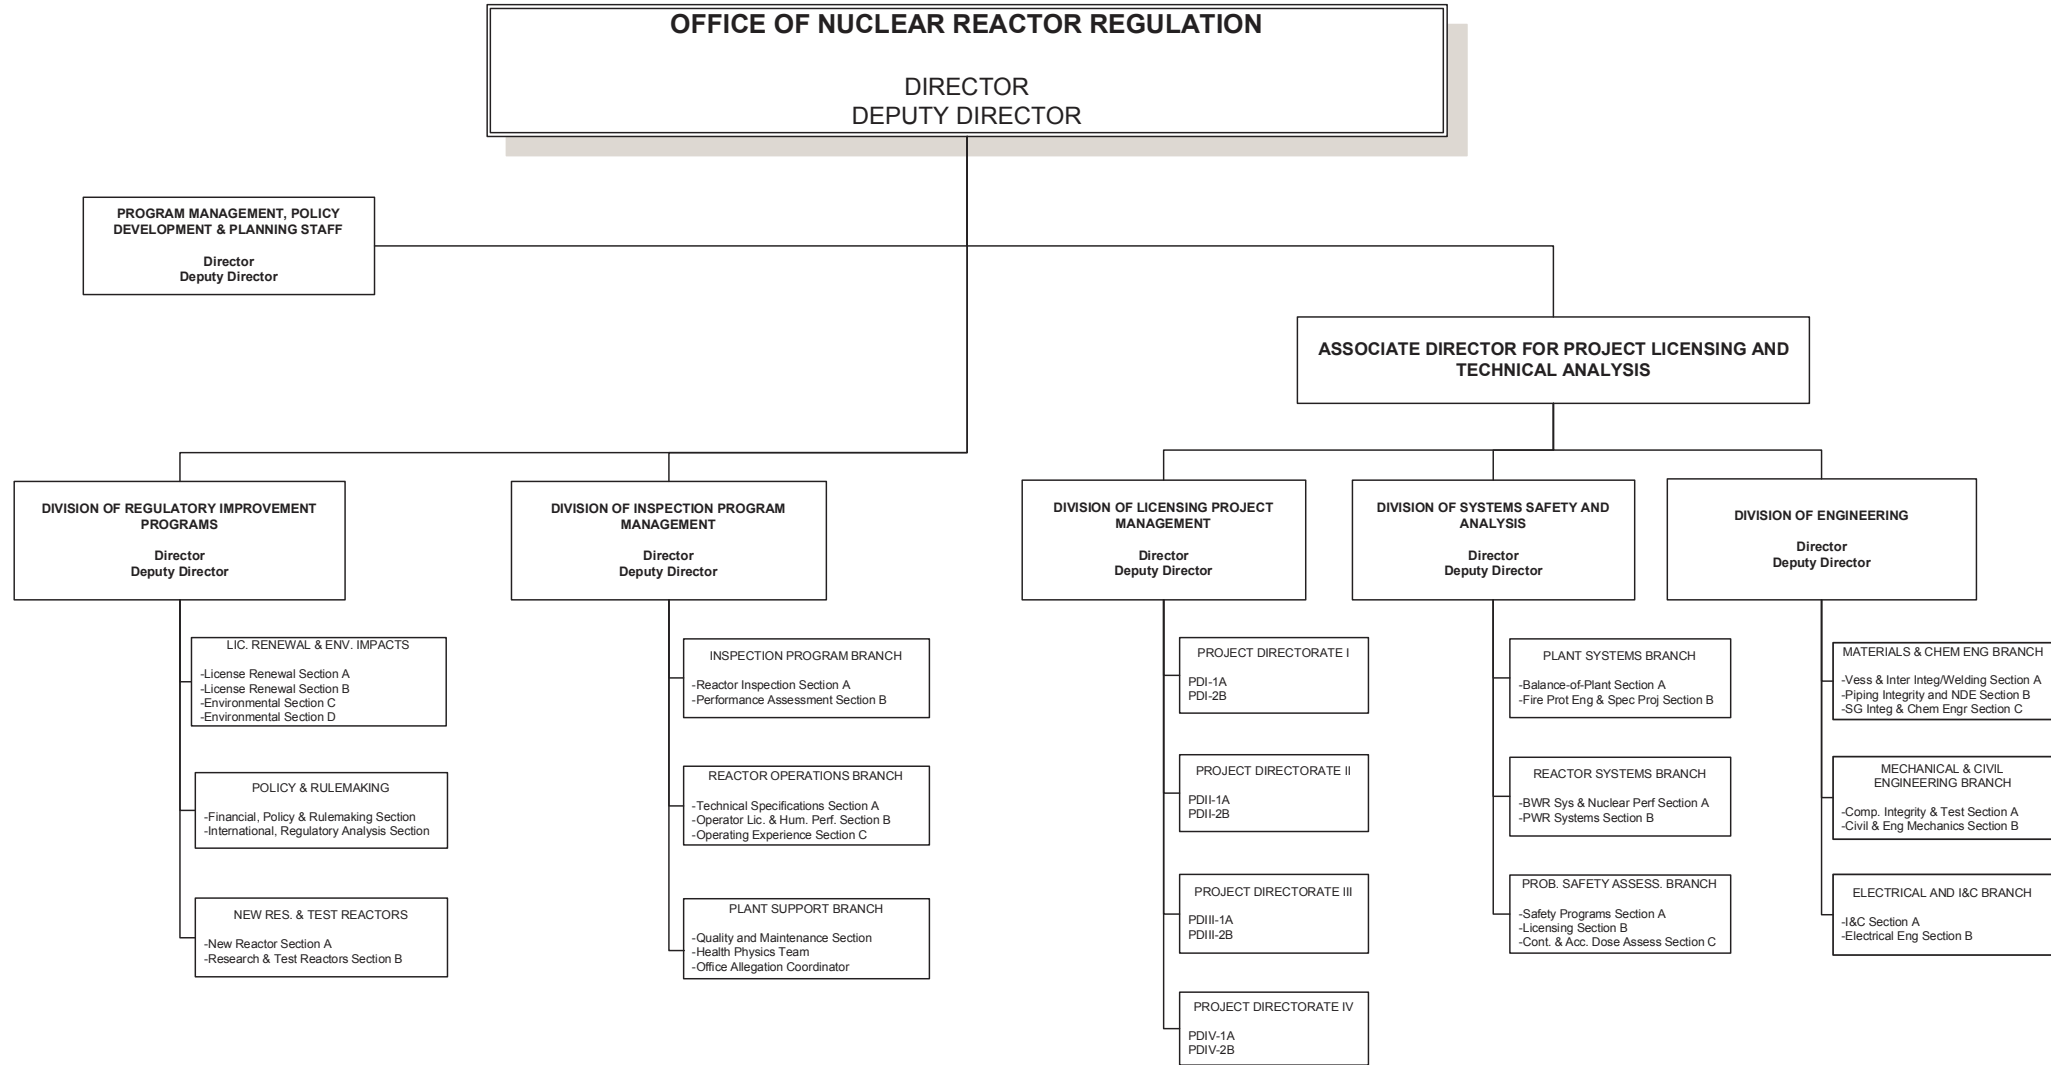 OFFICE OF NUCLEAR REACTOR REGULATION
DIRECTOR
DEPUTY DIRECTOR
PROGRAM MANAGEMENT, POLICY
DEVELOPMENT & PLANNING STAFF
Director
Deputy Director
ASSOCIATE DIRECTOR FOR PROJECT LICENSING AND
TECHNICAL ANALYSIS
DIVISION OF REGULATORY IMPROVEMENT
PROGRAMS
Director
Deputy Director
LIC. RENEWAL & ENV. IMPACTS
-License Renewal Section A
-License Renewal Section B
-Environmental Section C
-Environmental Section D
POLICY & RULEMAKING
-Financial, Policy & Rulemaking Section
-International, Regulatory Analysis Section
NEW RES. & TEST REACTORS
-New Reactor Section A
-Research & Test Reactors Section B
DIVISION OF INSPECTION PROGRAM
MANAGEMENT
Director
Deputy Director
INSPECTION PROGRAM BRANCH
-Reactor Inspection Section A
-Performance Assessment Section B
REACTOR OPERATIONS BRANCH
-Technical Specifications Section A
-Operator Lic. & Hum. Perf. Section B
-Operating Experience Section C
PLANT SUPPORT BRANCH
-Quality and Maintenance Section
-Health Physics Team
-Office Allegation Coordinator
DIVISION OF LICENSING PROJECT
MANAGEMENT
Director
Deputy Director
PROJECT DIRECTORATE I
PDI-1A
PDI-2B
PROJECT DIRECTORATE II
PDII-1A
PDII-2B
PROJECT DIRECTORATE III
PDIII-1A
PDIII-2B
PROJECT DIRECTORATE IV
PDIV-1A
PDIV-2B
DIVISION OF SYSTEMS SAFETY AND
ANALYSIS
Director
Deputy Director
PLANT SYSTEMS BRANCH
-Balance-of-Plant Section A
-Fire Prot Eng & Spec Proj Section B
REACTOR SYSTEMS BRANCH
-BWR Sys & Nuclear Perf Section A
-PWR Systems Section B
PROB. SAFETY ASSESS. BRANCH
-Safety Programs Section A
-Licensing Section B
-Cont. & Acc. Dose Assess Section C
DIVISION OF ENGINEERING
Director
Deputy Director
MATERIALS & CHEM ENG BRANCH
-Vess & Inter Integ/Welding Section A
-Piping Integrity and NDE Section B
-SG Integ & Chem Engr Section C
MECHANICAL & CIVIL
ENGINEERING BRANCH
-Comp. Integrity & Test Section A
-Civil & Eng Mechanics Section B
ELECTRICAL AND I&C BRANCH
-I&C Section A
-Electrical Eng Section B